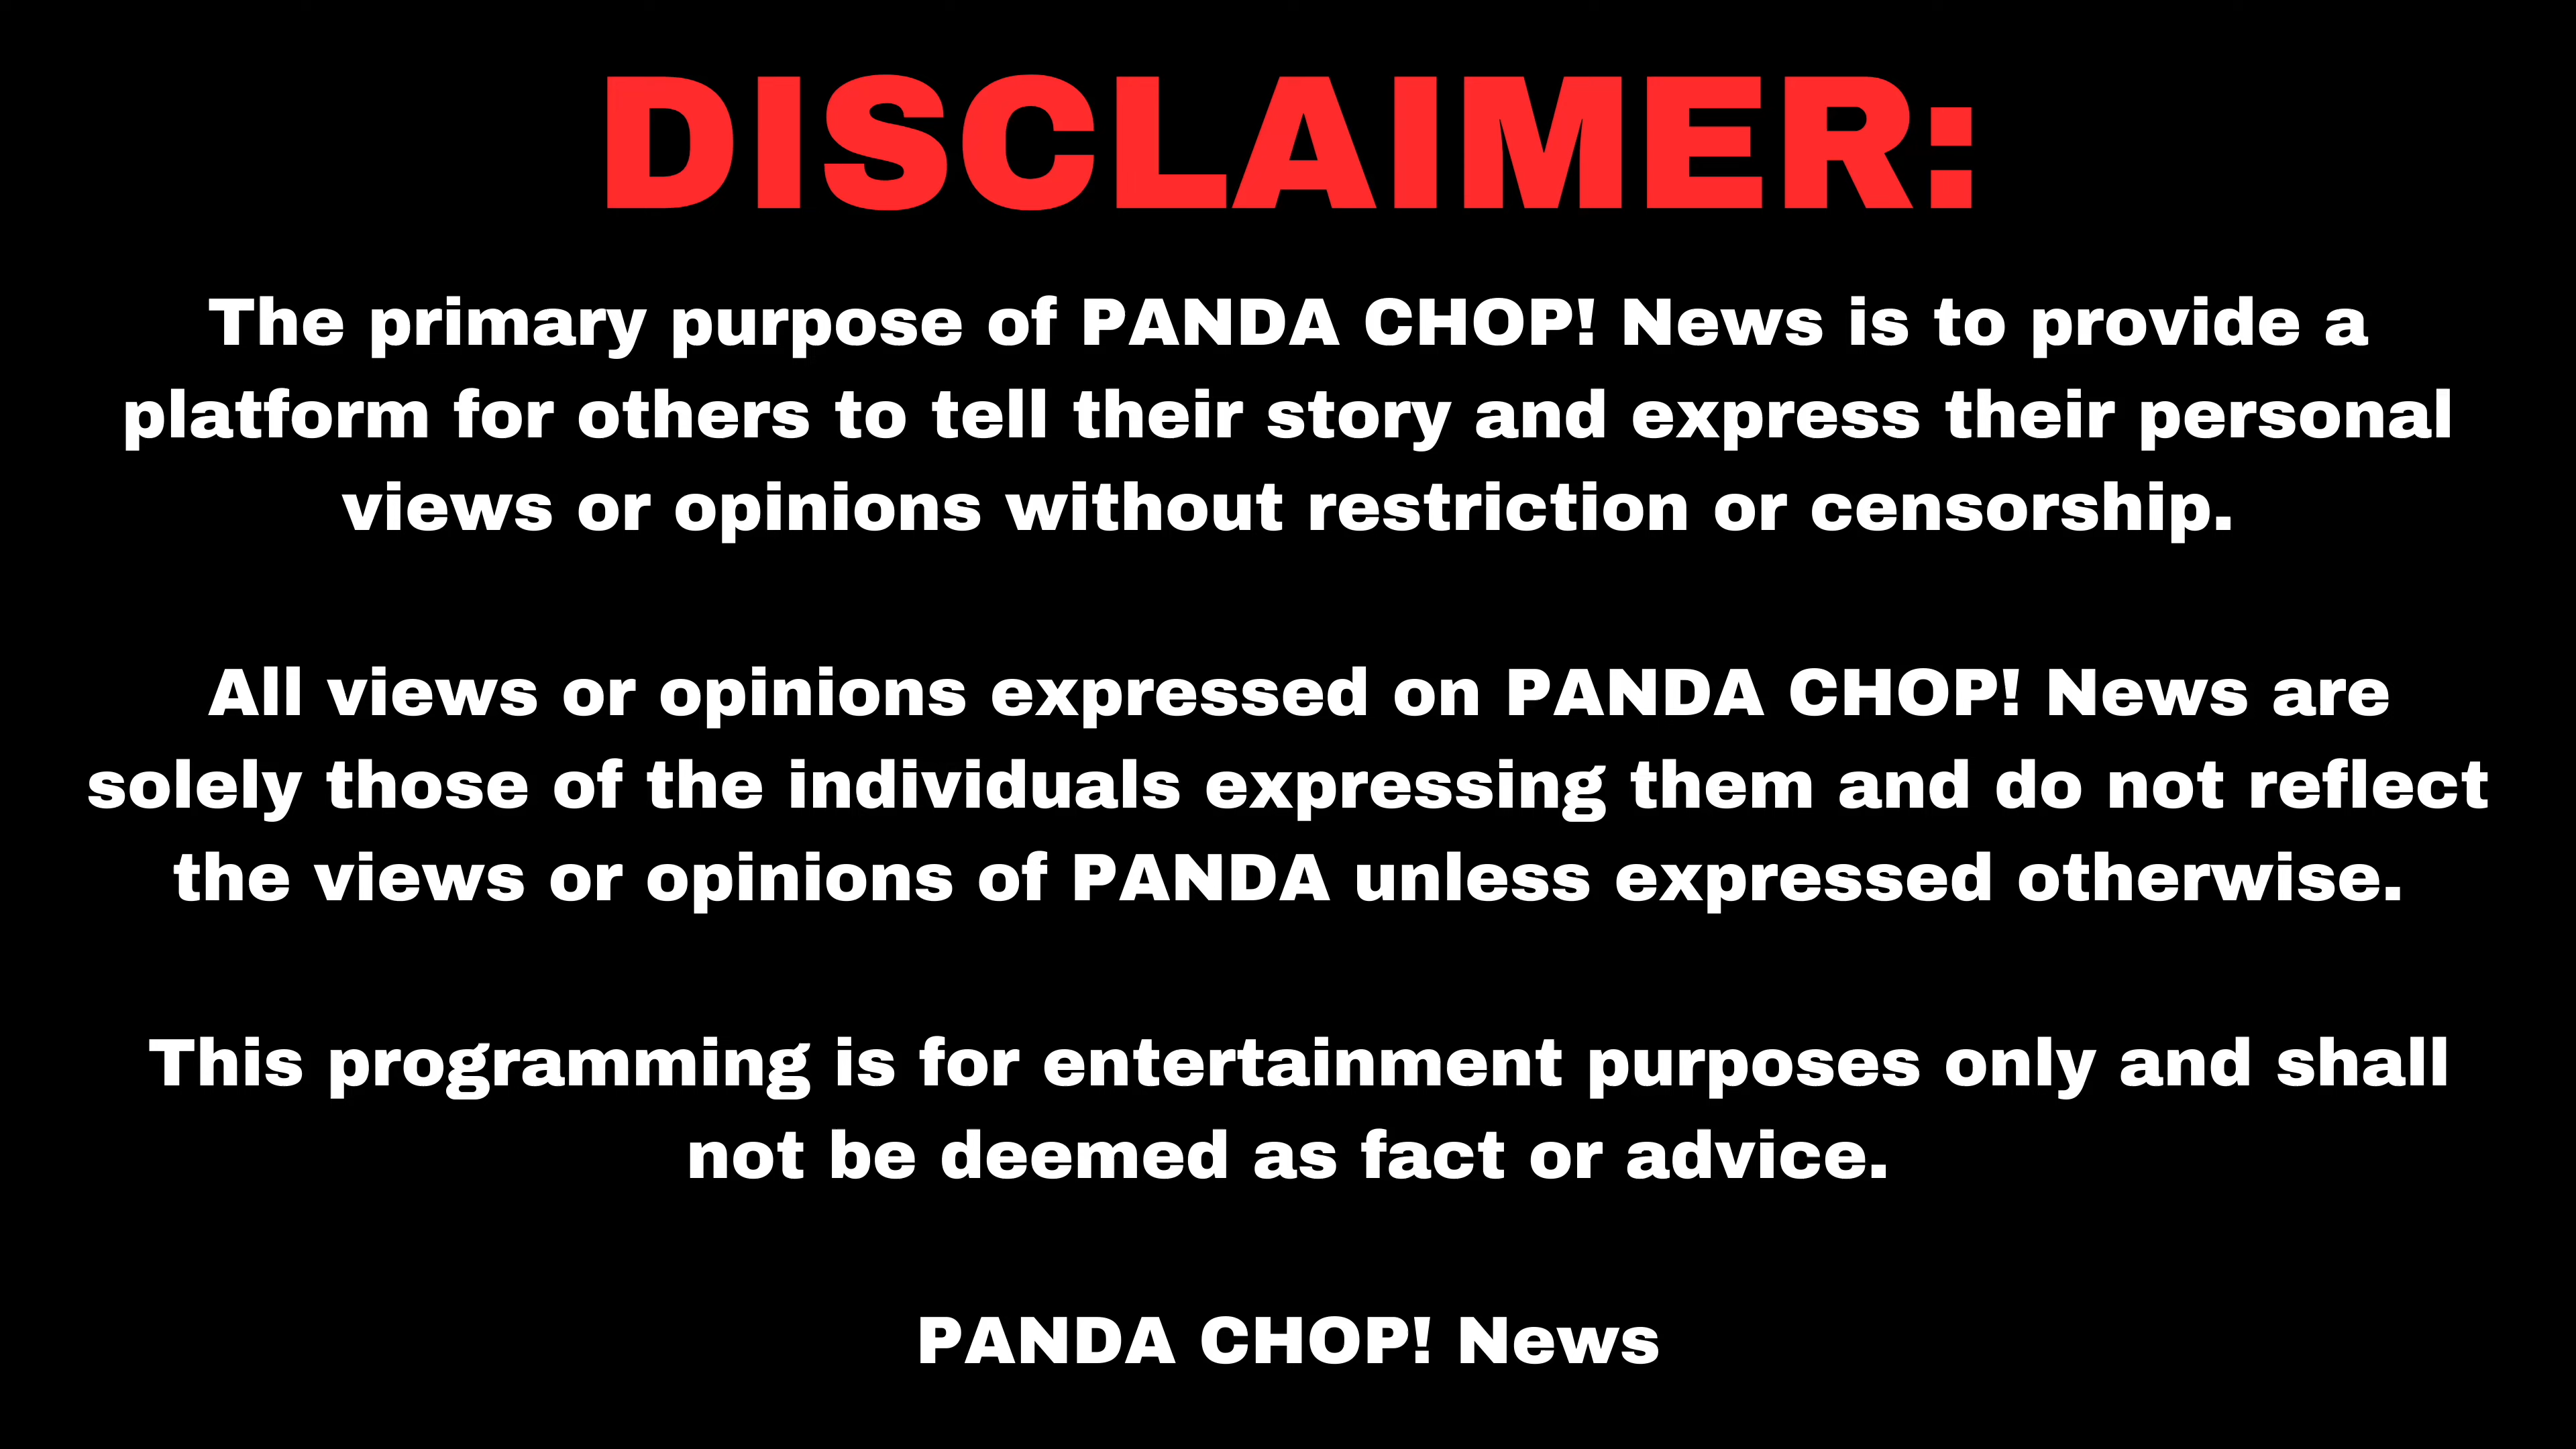 DISCLAIMER:
The primary purpose of PANDA CHOP! News is to provide a
platform for others to tell their story and express their personal
views or opinions without restriction or censorship.
All views or opinions expressed on PANDA CHOP! News are
solely those of the individuals expressing them and do not reflect
the views or opinions of PANDA unless expressed otherwise.
This programming is for entertainment purposes only and shall
not be deemed as fact or advice.
PANDA CHOP! News